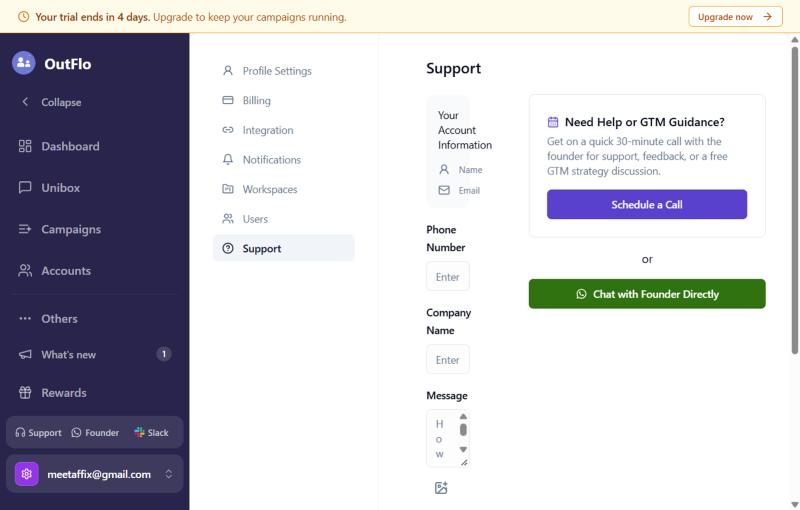 Your trial ends in 4 days. Upgrade to keep your campaigns running.
Upgrade now
OutFlo
Collapse
Dashboard
Unibox
Campaigns
Accounts
Others
What's new
1
Rewards
Support
Founder
Slack
meetaffix@gmail.com
Profile Settings
Billing
Integration
Notifications
Workspaces
Users
Support
Support
Your
Account
Information
Name
Email
Phone
Number
Enter
Company
Name
Enter
Message
H
o
w
Need Help or GTM Guidance?
Get on a quick 30-minute call with the
founder for support, feedback, or a free
GTM strategy discussion.
Schedule a Call
or
Chat with Founder Directly